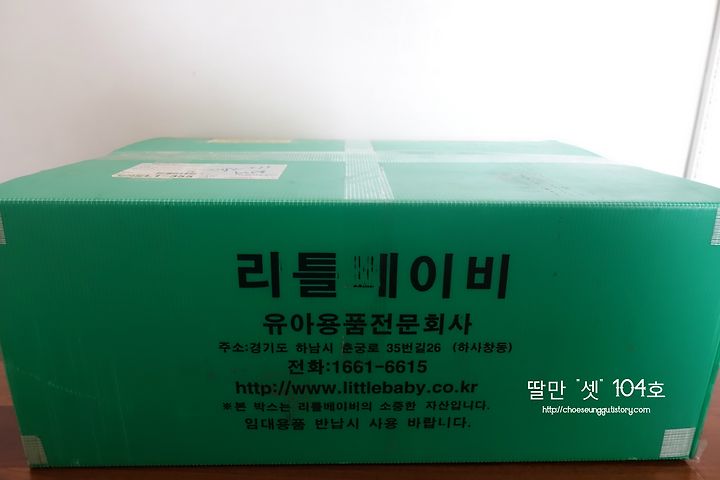 리틀베이비
유아용품전문회사
주소:경기도 하남시 춘궁로 35번길26 (하사창동)
전화:1661-6615
http://www.littlebaby.co.kr
※본 박스는 리틀베이버의 소중한 자산입니다.
임대용품 반납시 사용 바랍니다.
딸만 "셋" 104호
http://choeseunggu.tistory.com